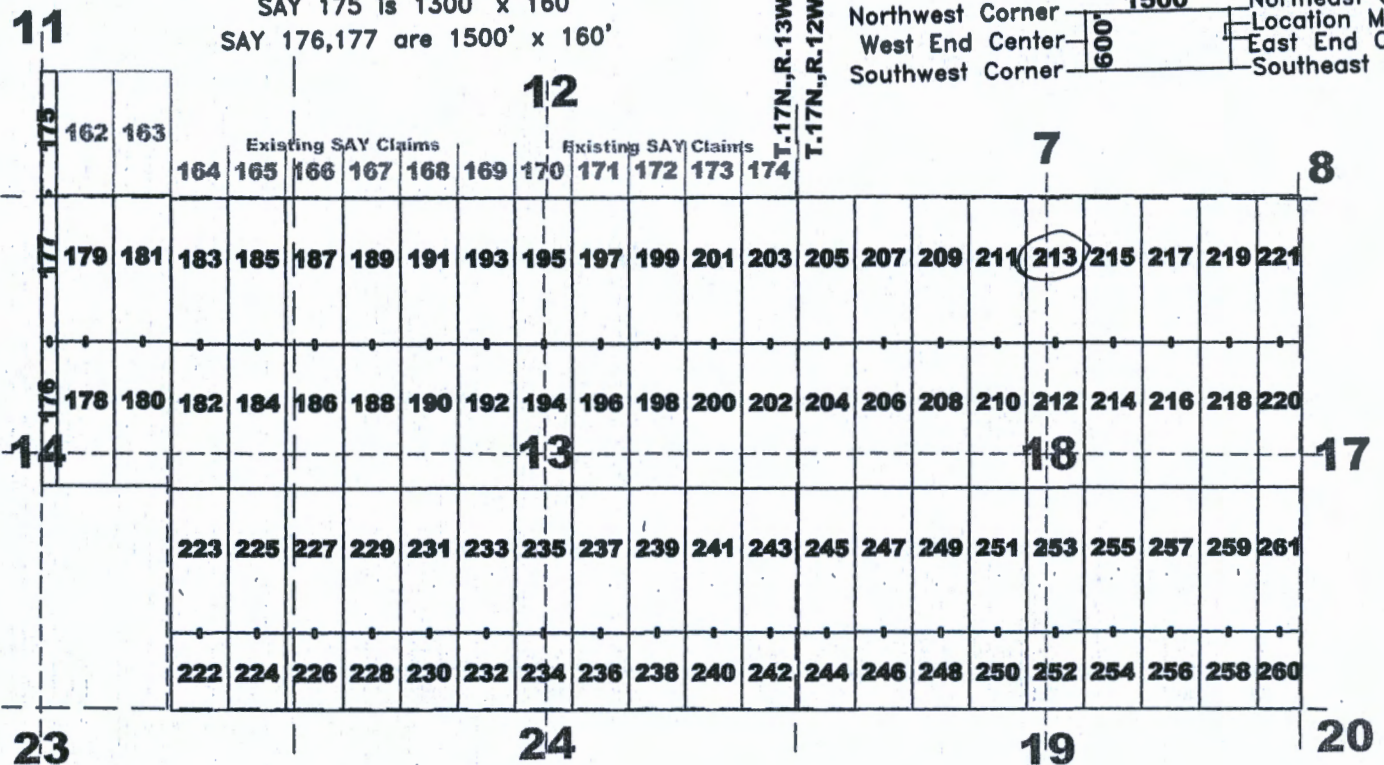 SAY 175 is 1300' x 160'
SAY 176,177 are 1500' x 160'
11
12
T.17N.,R.13W
T.17N.,R.12W
1500'
Northwest Corner
Northeast
600'
Location
West End Center
East End
Southwest Corner
Southeast
7
8
175 162 163
Existing SAY Claims Existing SAY Claims
164 165 166 167 168 169 170 171 172 173 174
177 179 181 183 185 187 189 191 193 195 197 199 201 203 205 207 209 211 213 215 217 219 221
176 178 180 182 184 186 188 190 192 194 196 198 200 202 204 206 208 210 212 214 216 218 220
14 13 18 17
223 225 227 229 231 233 235 237 239 241 243 245 247 249 251 253 255 257 259 261
222 224 226 228 230 232 234 236 238 240 242 244 246 248 250 252 254 256 258 260
23 24 19 20